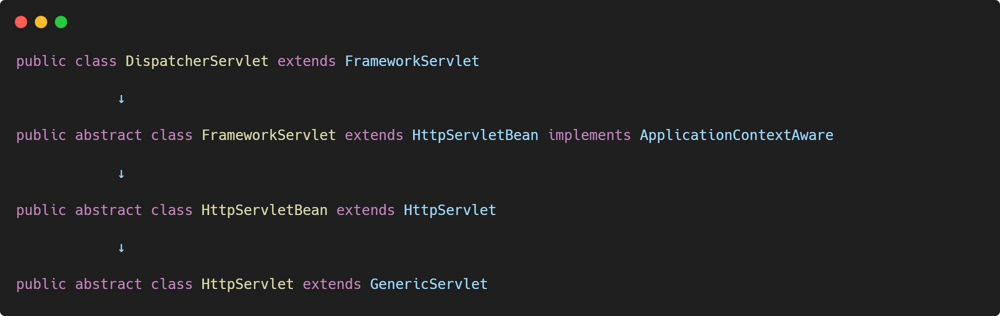 public class DispatcherServlet extends FrameworkServlet
↓
public abstract class FrameworkServlet extends HttpServletBean implements ApplicationContextAware
↓
public abstract class HttpServletBean extends HttpServlet
↓
public abstract class HttpServlet extends GenericServlet